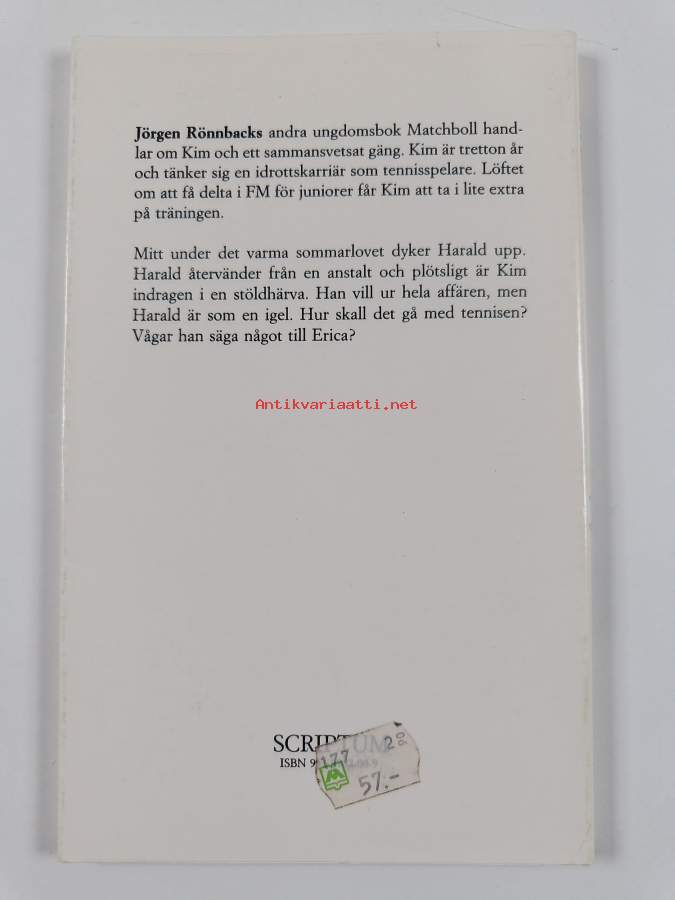 Jörgen Rönnbacks andra ungdomsbok Matchboll hand-
lar om Kim och ett sammansvetsat gäng. Kim är tretton år
och tänker sig en idrottskarriär som tennisspelare. Löftet
om att få delta i FM för juniorer får Kim att ta i lite extra
på träningen.
Mitt under det varma sommarlovet dyker Harald upp.
Harald återvänder från en anstalt och plötsligt är Kim
indragen i en stöldhärva. Han vill ur hela affären, men
Harald är som en igel. Hur skall det gå med tennisen?
Vågar han säga något till Erica?
Antikvariaatti.net
SCRIPTUM
ISBN 9
177 200
57.-